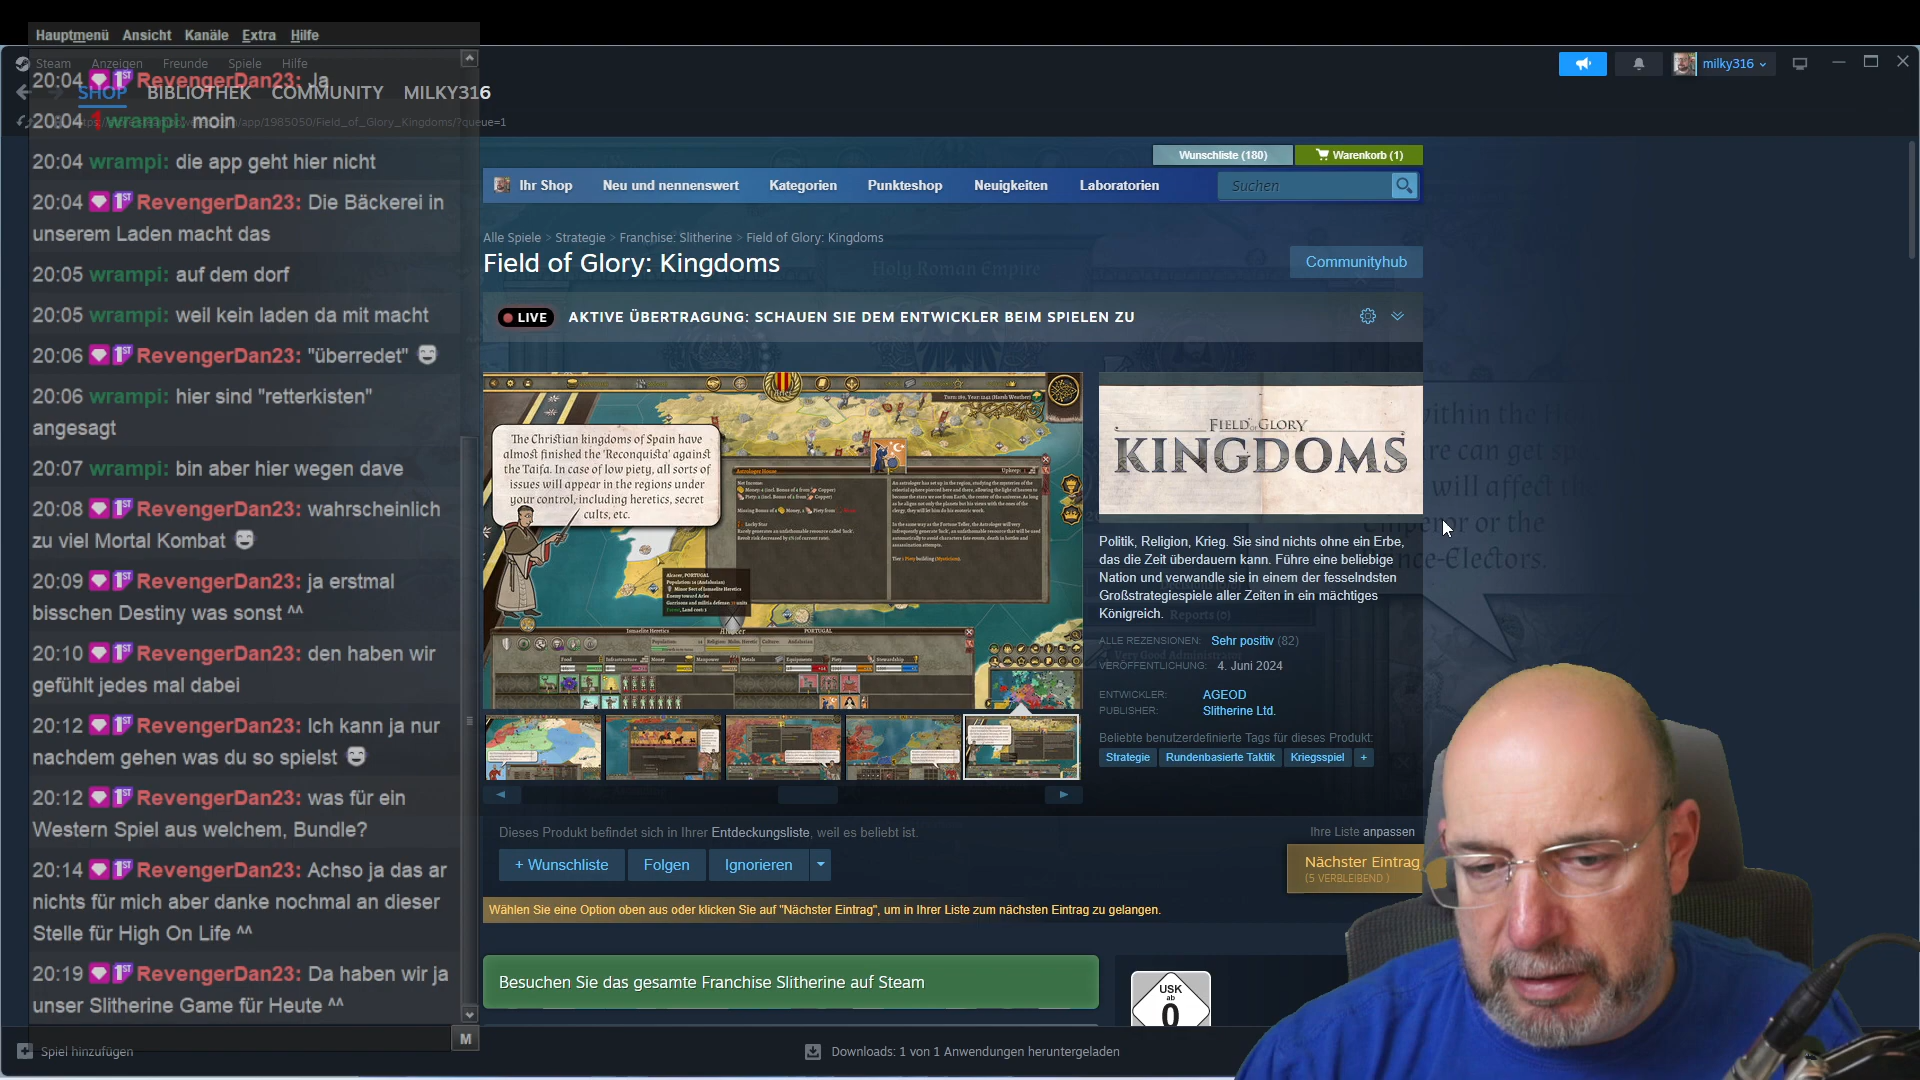 Hauptmenü Ansicht Kanäle Extra Hilfe
Steam Anzeigen Freunde Spiele Hilfe
milky316
SHOP BIBLIOTHEK COMMUNITY MILKY316
/app/1985050/Field_of_Glory_Kingdoms/?queue=1
20:04 RevengerDan23: Ja
20:04 wrampi: moin
20:04 wrampi: die app geht hier nicht
20:04 RevengerDan23: Die Bäckerei in
unserem Laden macht das
20:05 wrampi: auf dem dorf
20:05 wrampi: weil kein laden da mit macht
20:06 RevengerDan23: "überredet"
20:06 wrampi: hier sind "retterkisten"
angesagt
20:07 wrampi: bin aber hier wegen dave
20:08 RevengerDan23: wahrscheinlich
zu viel Mortal Kombat
20:09 RevengerDan23: ja erstmal
bisschen Destiny was sonst ^^
20:10 RevengerDan23: den haben wir
gefühlt jedes mal dabei
20:12 RevengerDan23: Ich kann ja nur
nachdem gehen was du so spielst
20:12 RevengerDan23: was für ein
Western Spiel aus welchem, Bundle?
20:14 RevengerDan23: Achso ja das ar
nichts für mich aber danke nochmal an dieser
Stelle für High On Life ^^
20:19 RevengerDan23: Da haben wir ja
unser Slitherine Game für Heute ^^
M
Wunschliste (180) Warenkorb (1)
Ihr Shop Neu und nennenswert Kategorien Punkteshop Neuigkeiten Laboratorien Suchen
Alle Spiele > Strategie > Franchise: Slitherine > Field of Glory: Kingdoms
Field of Glory: Kingdoms
Holy Roman Empire
Communityhub
LIVE AKTIVE ÜBERTRAGUNG: SCHAUEN SIE DEM ENTWICKLER BEIM SPIELEN ZU
The Christian kingdoms of Spain have
almost finished the 'Reconquista' against
the Taifa. In case of low piety, all sorts of
issues will appear in the regions under
your control, including heretics, secret
cults, etc.
Astrologer House
Alcacer, PORTUGAL
Ismaelite Heretics
Alcacer
PORTUGAL
FIELD OF GLORY
KINGDOMS
Politik, Religion, Krieg. Sie sind nichts ohne ein Erbe,
das die Zeit überdauern kann. Führe eine beliebige
Nation und verwandle sie in einem der fesselndsten
Großstrategiespiele aller Zeiten in ein mächtiges
Königreich.
Reports (0)
ALLE REZENSIONEN: Sehr positiv (82)
VERÖFFENTLICHUNG: 4. Juni 2024
ENTWICKLER: AGEOD
PUBLISHER: Slitherine Ltd.
Beliebte benutzerdefinierte Tags für dieses Produkt:
Strategie Rundenbasierte Taktik Kriegsspiel +
Dieses Produkt befindet sich in Ihrer Entdeckungsliste, weil es beliebt ist.
Ihre Liste anpassen
+ Wunschliste Folgen Ignorieren
Nächster Eintrag
(5 VERBLEIBEND )
Wählen Sie eine Option oben aus oder klicken Sie auf "Nächster Eintrag", um in Ihrer Liste zum nächsten Eintrag zu gelangen.
Besuchen Sie das gesamte Franchise Slitherine auf Steam
USK
ab
0
Spiel hinzufügen
Downloads: 1 von 1 Anwendungen heruntergeladen